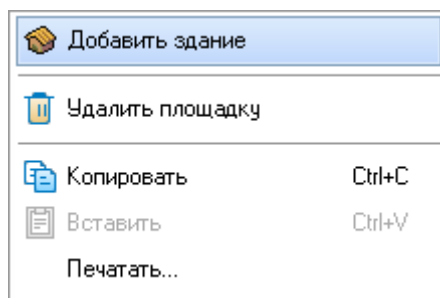 Добавить здание
Удалить площадку
Копировать Ctrl+C
Вставить Ctrl+V
Печатать...